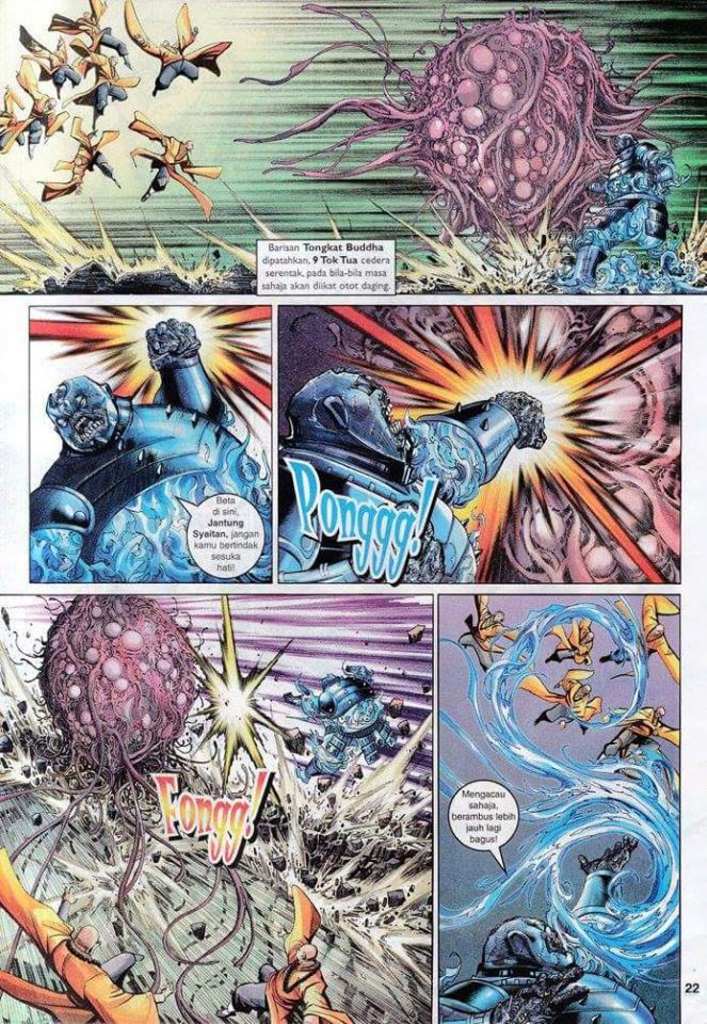 Barisan Tongkat Buddha
dipatahkan, 9 Tok Tua cedera
serentak, pada bila-bila masa
sahaja akan diikat otot daging.
Beta
di sini,
Jantung
Syaitan, jangan
kamu bertindak
sesuka
hati!
Ponggg!
Fongg!
Mengacau
sahaja,
berambus lebih
jauh lagi
bagus!
22